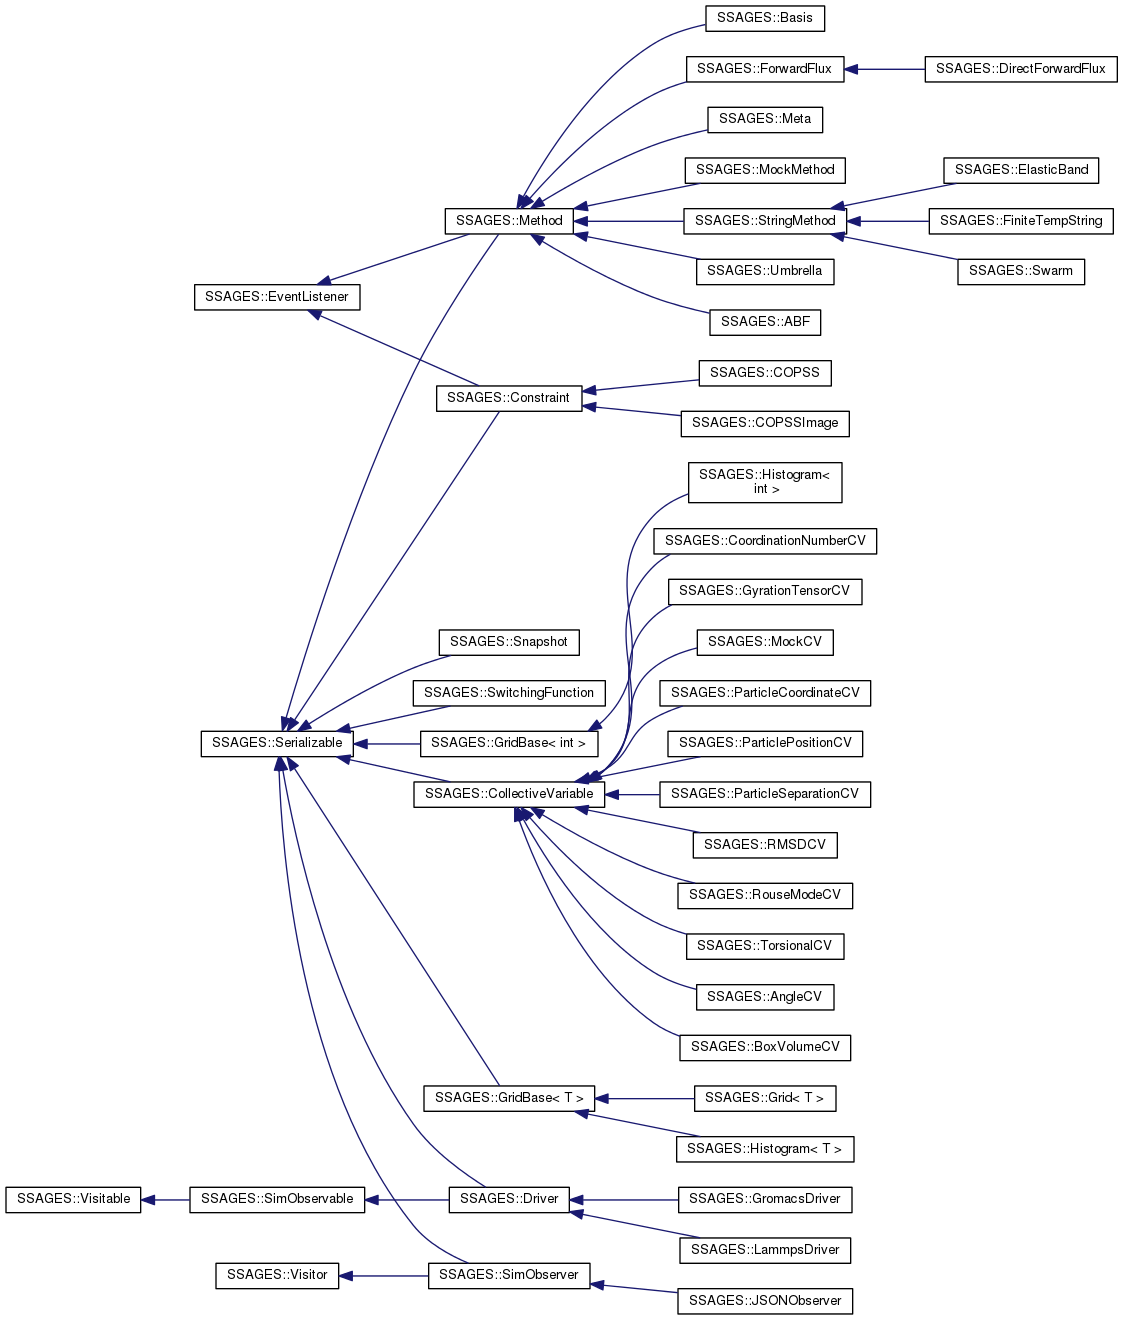 SSAGES::Basis
SSAGES::ForwardFlux
SSAGES::DirectForwardFlux
SSAGES::Meta
SSAGES::MockMethod
SSAGES::ElasticBand
SSAGES::Method
SSAGES::StringMethod
SSAGES::FiniteTempString
SSAGES::Umbrella
SSAGES::Swarm
SSAGES::EventListener
SSAGES::ABF
SSAGES::COPSS
SSAGES::Constraint
SSAGES::COPSSImage
SSAGES::Histogram<
int >
SSAGES::CoordinationNumberCV
SSAGES::GyrationTensorCV
SSAGES::Snapshot
SSAGES::MockCV
SSAGES::SwitchingFunction
SSAGES::ParticleCoordinateCV
SSAGES::Serializable
SSAGES::GridBase< int >
SSAGES::ParticlePositionCV
SSAGES::CollectiveVariable
SSAGES::ParticleSeparationCV
SSAGES::RMSDCV
SSAGES::RouseModeCV
SSAGES::TorsionalCV
SSAGES::AngleCV
SSAGES::BoxVolumeCV
SSAGES::GridBase< T >
SSAGES::Grid< T >
SSAGES::Histogram< T >
SSAGES::Visitable
SSAGES::SimObservable
SSAGES::Driver
SSAGES::GromacsDriver
SSAGES::LammpsDriver
SSAGES::Visitor
SSAGES::SimObserver
SSAGES::JSONObserver